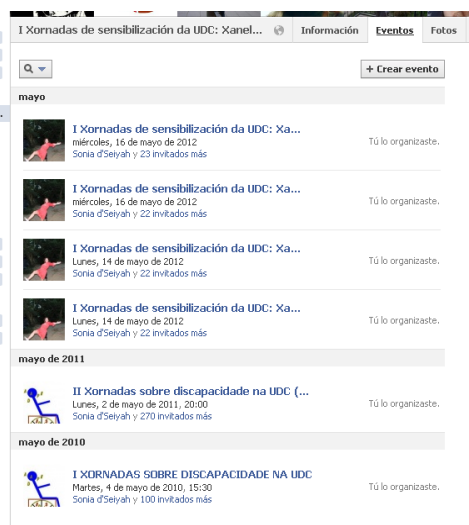 I Xornadas de sensibilización da UDC: Xanel... Información Eventos Fotos
+ Crear evento
mayo
I Xornadas de sensibilización da UDC: Xa...
miércoles, 16 de mayo de 2012
Sonia d'Seiyah y 23 invitados más
Tú lo organizaste.
I Xornadas de sensibilización da UDC: Xa...
miércoles, 16 de mayo de 2012
Sonia d'Seiyah y 22 invitados más
Tú lo organizaste.
I Xornadas de sensibilización da UDC: Xa...
Lunes, 14 de mayo de 2012
Sonia d'Seiyah y 22 invitados más
Tú lo organizaste.
I Xornadas de sensibilización da UDC: Xa...
Lunes, 14 de mayo de 2012
Sonia d'Seiyah y 22 invitados más
Tú lo organizaste.
mayo de 2011
II Xornadas sobre discapacidade na UDC (...
Lunes, 2 de mayo de 2011, 20:00
Sonia d'Seiyah y 270 invitados más
Tú lo organizaste.
mayo de 2010
I XORNADAS SOBRE DISCAPACIDADE NA UDC
Martes, 4 de mayo de 2010, 15:30
Sonia d'Seiyah y 100 invitados más
Tú lo organizaste.